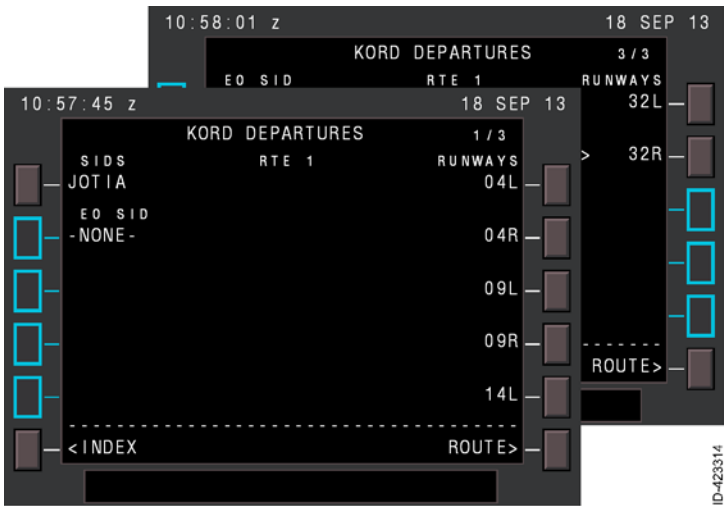 10:58:01 z 18 SEP 13
KORD DEPARTURES 3/3
EO SID RTE 1 RUNWAYS
32L
> 32R
ROUTE>
10:57:45 z 18 SEP 13
KORD DEPARTURES 1/3
SIDS RTE 1 RUNWAYS
JOTIA 04L
EO SID
-NONE- 04R
09L
09R
14L
<INDEX ROUTE>
ID-423314